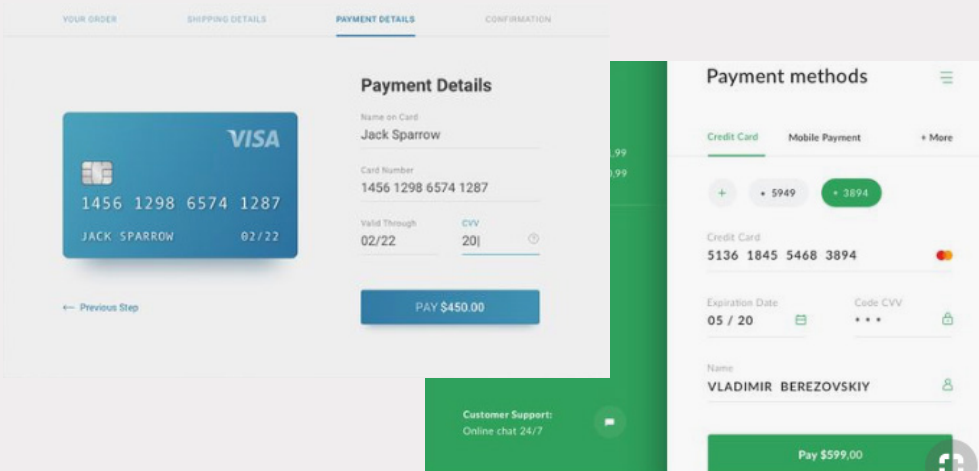 YOUR ORDER SHIPPING DETAILS PAYMENT DETAILS CONFIRMATION
Payment Details
Name on Card
Jack Sparrow
Card Number
1456 1298 6574 1287
Valid Through CVV
02/22 20
PAY $450.00
VISA
1456 1298 6574 1287
JACK SPARROW 02/22
← Previous Step
,99
0,99
Customer Support:
Online chat 24/7
Payment methods
Credit Card Mobile Payment + More
+ • 5949 • 3894
Credit Card
5136 1845 5468 3894
Expiration Date Code CVV
05 / 20 • • •
Name
VLADIMIR BEREZOVSKIY
Pay $599,00